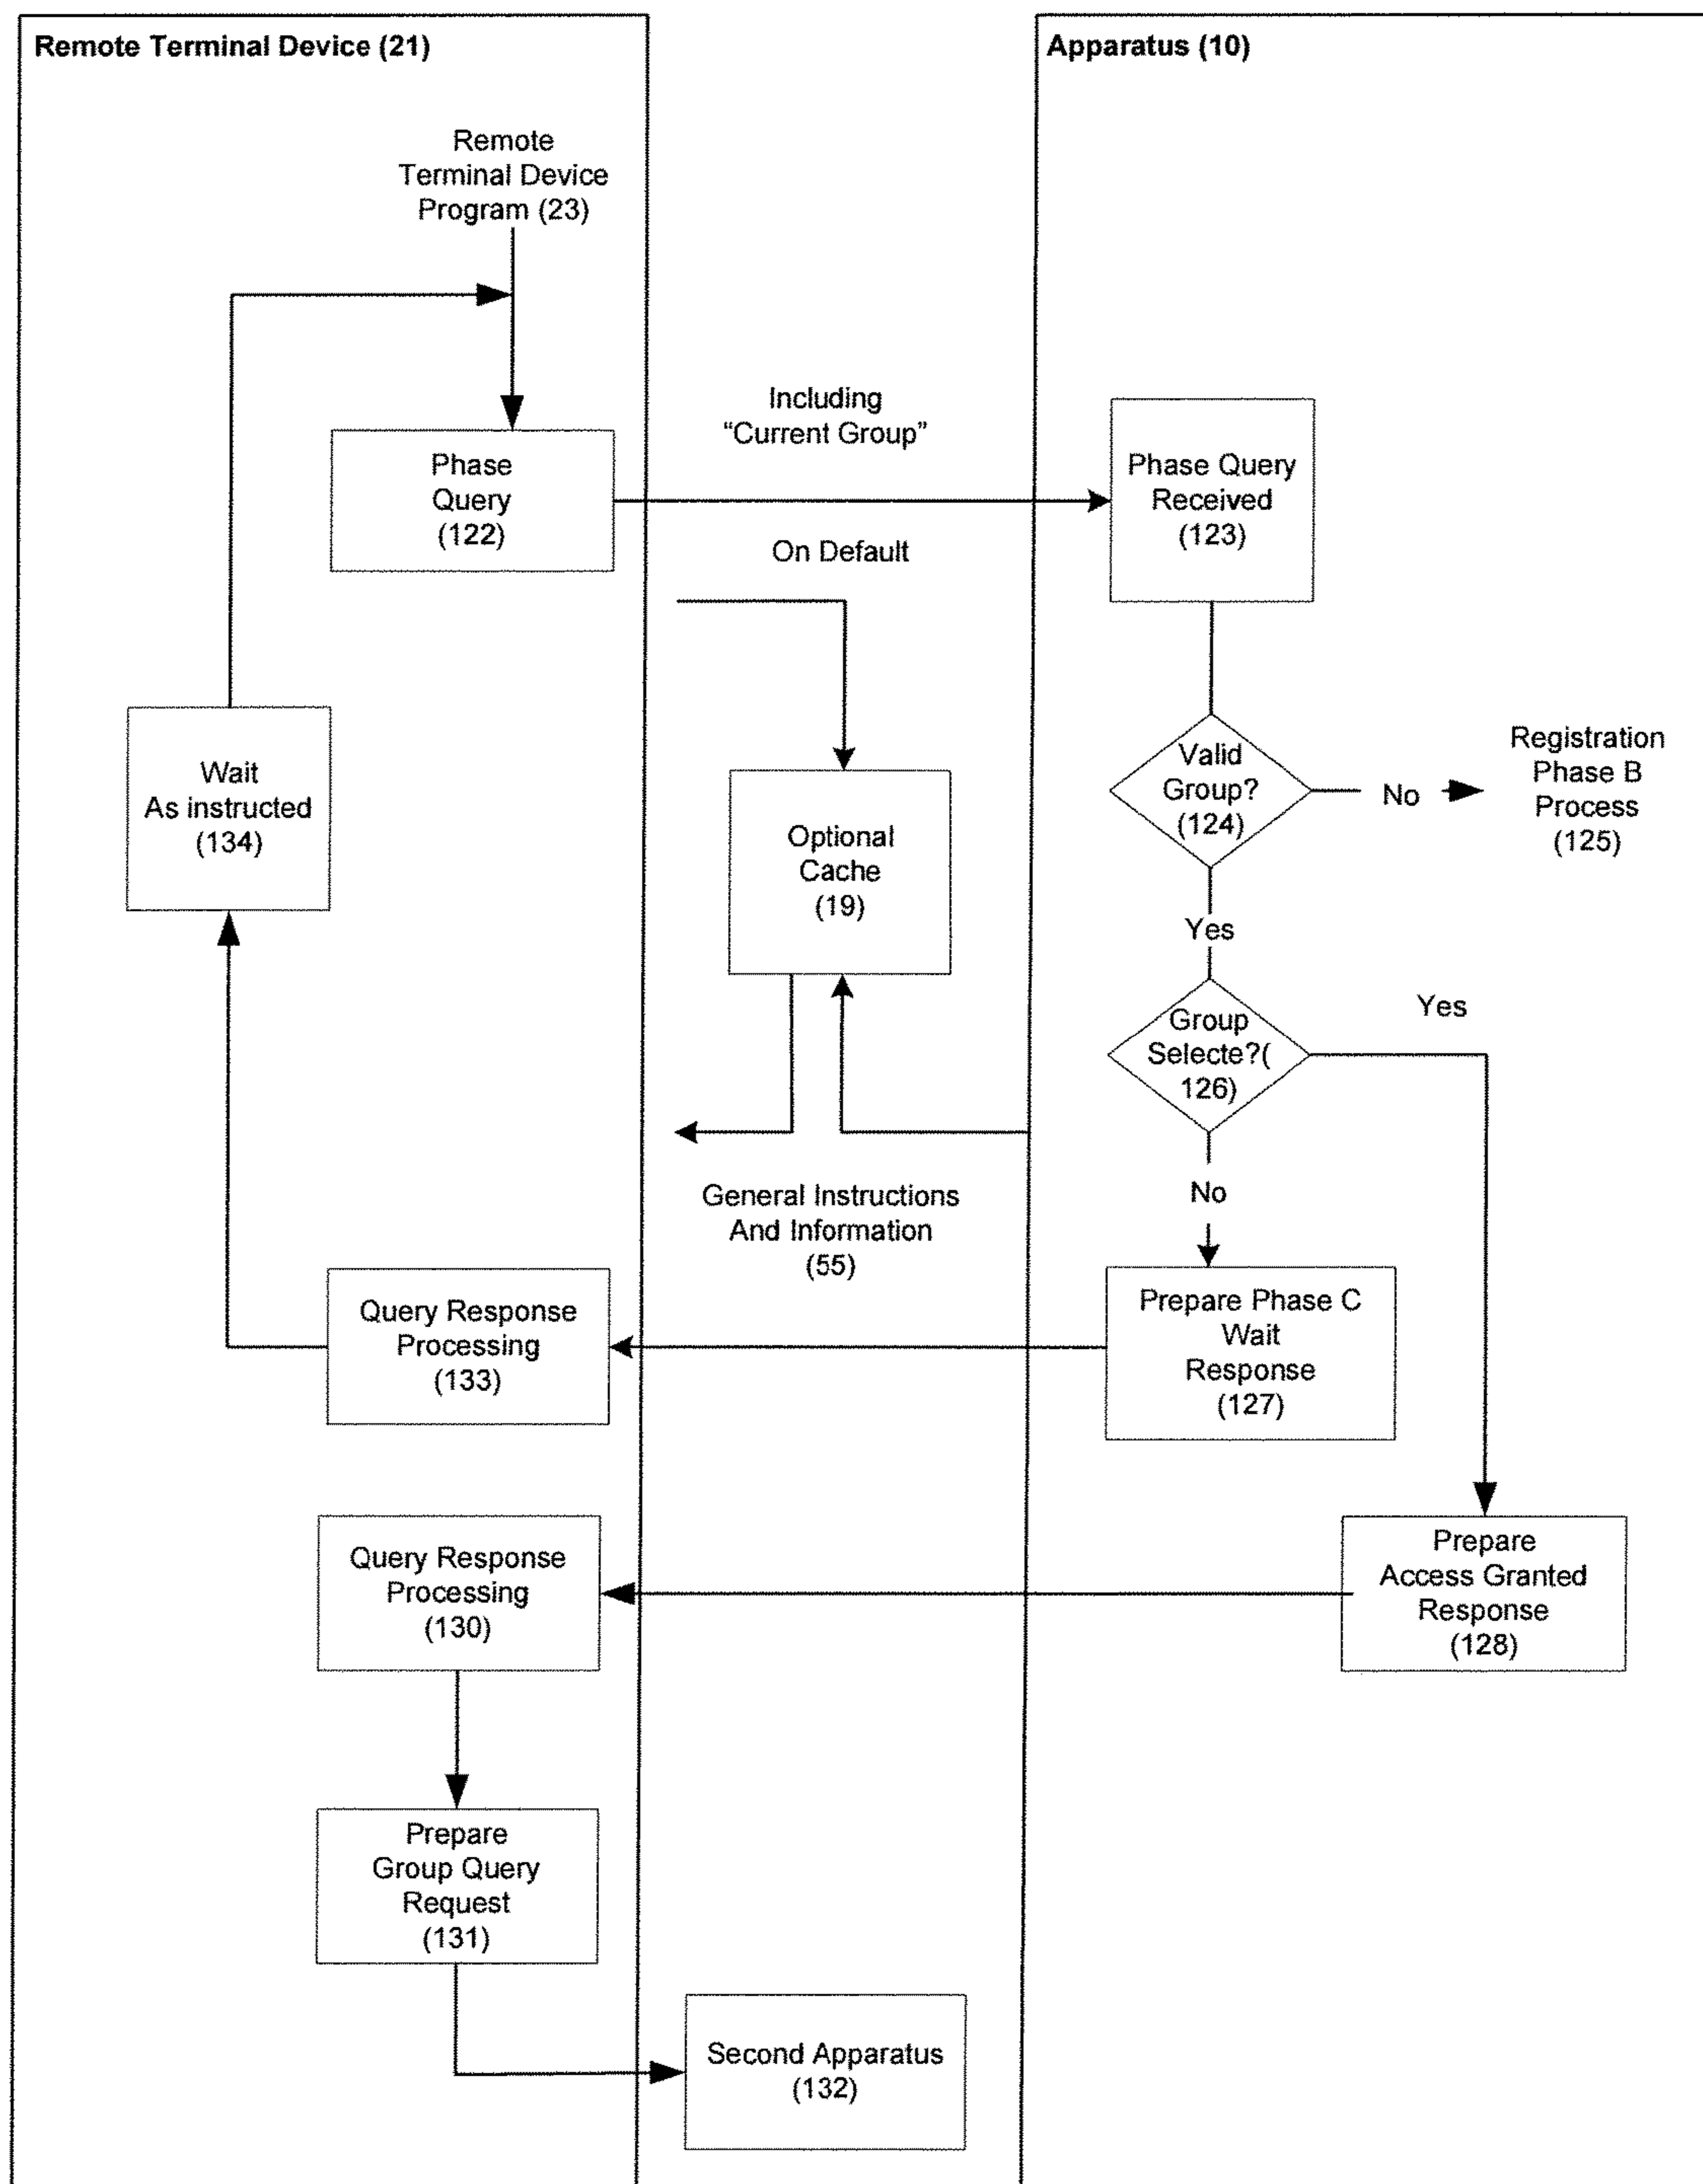 Remote Terminal Device (21)
Apparatus (10)
Remote
Terminal Device
Program (23)
Including
“Current Group”
Phase
Query
(122)
Phase Query
Received
(123)
On Default
Wait
As instructed
(134)
Optional
Cache
(19)
Valid
Group?
(124)
No
Registration
Phase B
Process
(125)
Yes
Group
Selecte?(
126)
Yes
No
General Instructions
And Information
(55)
Query Response
Processing
(133)
Prepare Phase C
Wait
Response
(127)
Query Response
Processing
(130)
Prepare
Access Granted
Response
(128)
Prepare
Group Query
Request
(131)
Second Apparatus
(132)